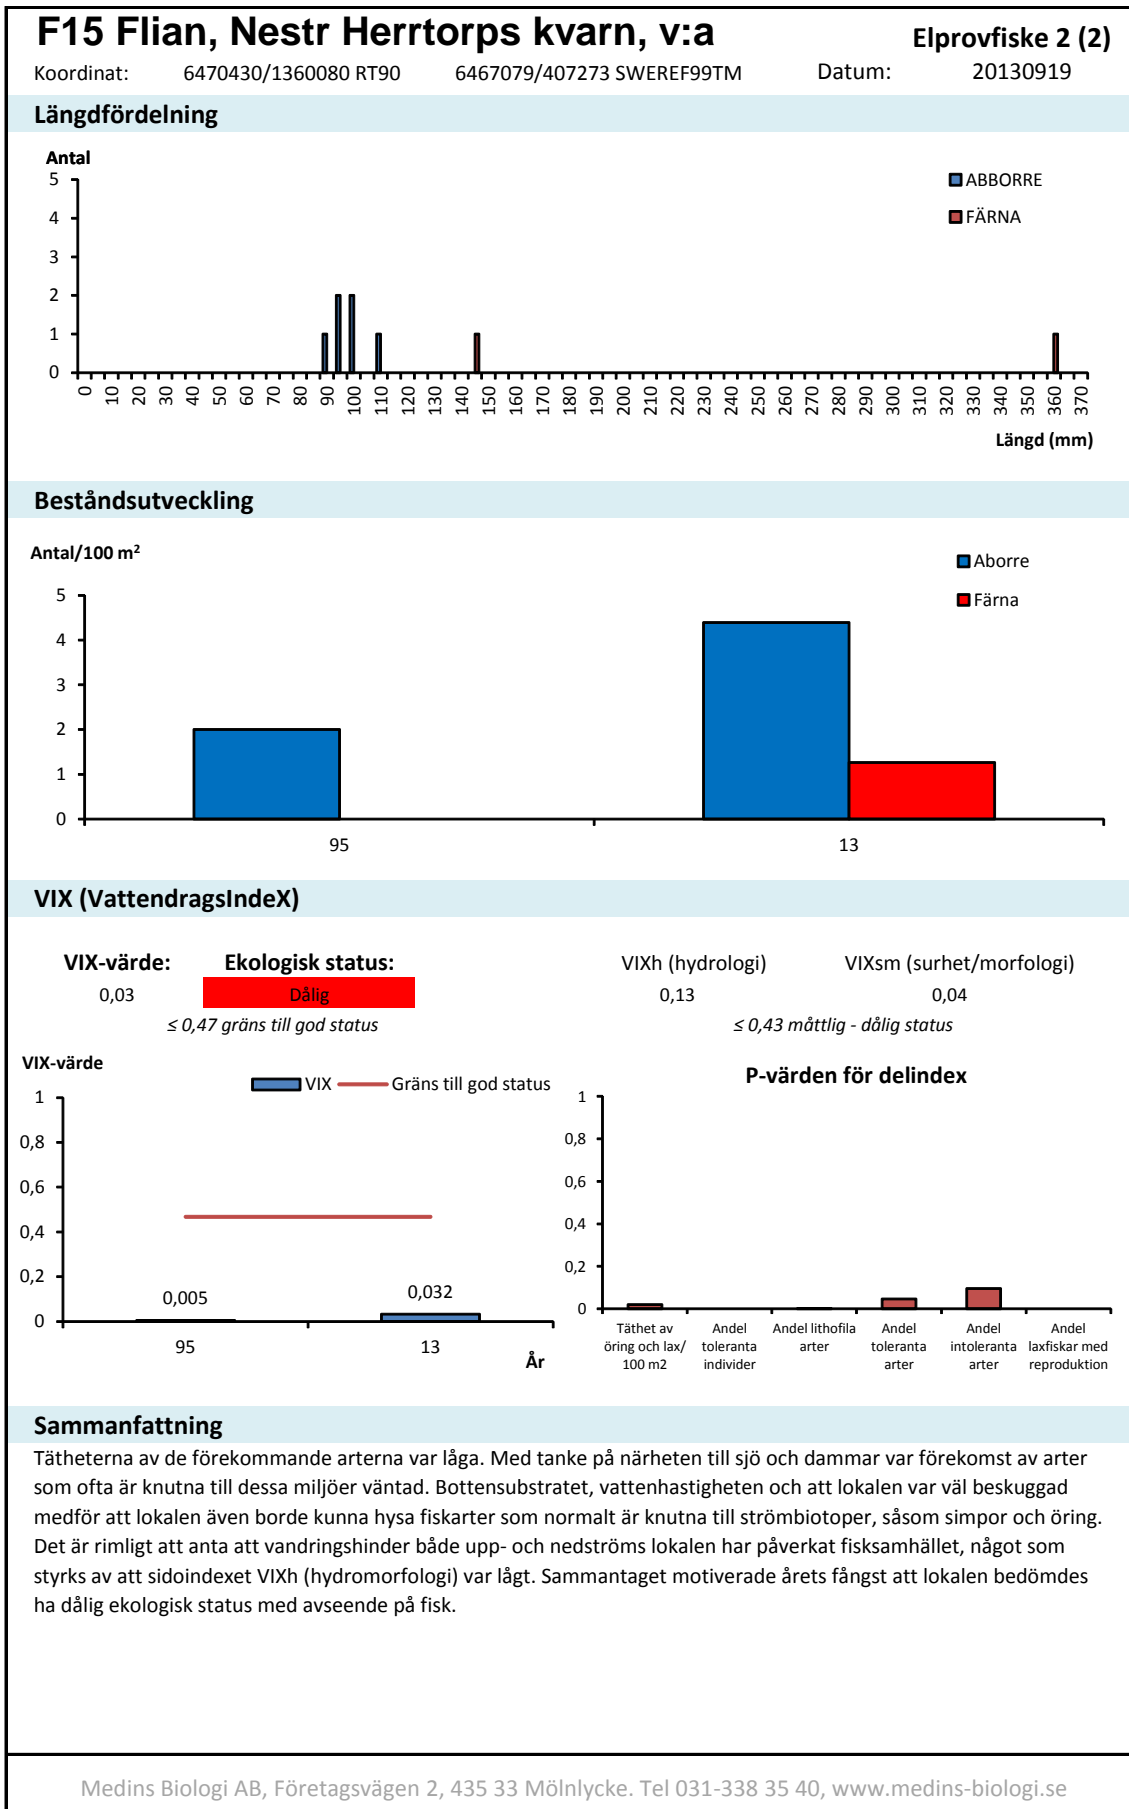 F15 Flian, Nestr Herrtorps kvarn, v:a
Elprovfiske 2 (2)
Koordinat: 6470430/1360080 RT90 6467079/407273 SWEREF99TM Datum: 20130919
Längdfördelning
Antal
ABBORRE
FÄRNA
5
4
3
2
1
0
0 10 20 30 40 50 60 70 80 90 100 110 120 130 140 150 160 170 180 190 200 210 220 230 240 250 260 270 280 290 300 310 320 330 340 350 360 370
Längd (mm)
Beståndsutveckling
Antal/100 m²
Aborre
Färna
5
4
3
2
1
0
95 13
VIX (VattendragsIndeX)
VIX-värde: Ekologisk status: VIXh (hydrologi) VIXsm (surhet/morfologi)
0,03 Dålig 0,13 0,04
≤ 0,47 gräns till god status ≤ 0,43 måttlig - dålig status
VIX-värde
VIX Gräns till god status
1
0,8
0,6
0,4
0,2
0
0,005 0,032
95 13
År
P-värden för delindex
1
0,8
0,6
0,4
0,2
0
Täthet av öring och lax/ 100 m2
Andel toleranta individer
Andel lithofila arter
Andel toleranta arter
Andel intoleranta arter
Andel laxfiskar med reproduktion
Sammanfattning
Tätheterna av de förekommande arterna var låga. Med tanke på närheten till sjö och dammar var förekomst av arter
som ofta är knutna till dessa miljöer väntad. Bottensubstratet, vattenhastigheten och att lokalen var väl beskuggad
medför att lokalen även borde kunna hysa fiskarter som normalt är knutna till strömbiotoper, såsom simpor och öring.
Det är rimligt att anta att vandringshinder både upp- och nedströms lokalen har påverkat fisksamhället, något som
styrks av att sidoindexet VIXh (hydromorfologi) var lågt. Sammantaget motiverade årets fångst att lokalen bedömdes
ha dålig ekologisk status med avseende på fisk.
Medins Biologi AB, Företagsvägen 2, 435 33 Mölnlycke. Tel 031-338 35 40, www.medins-biologi.se